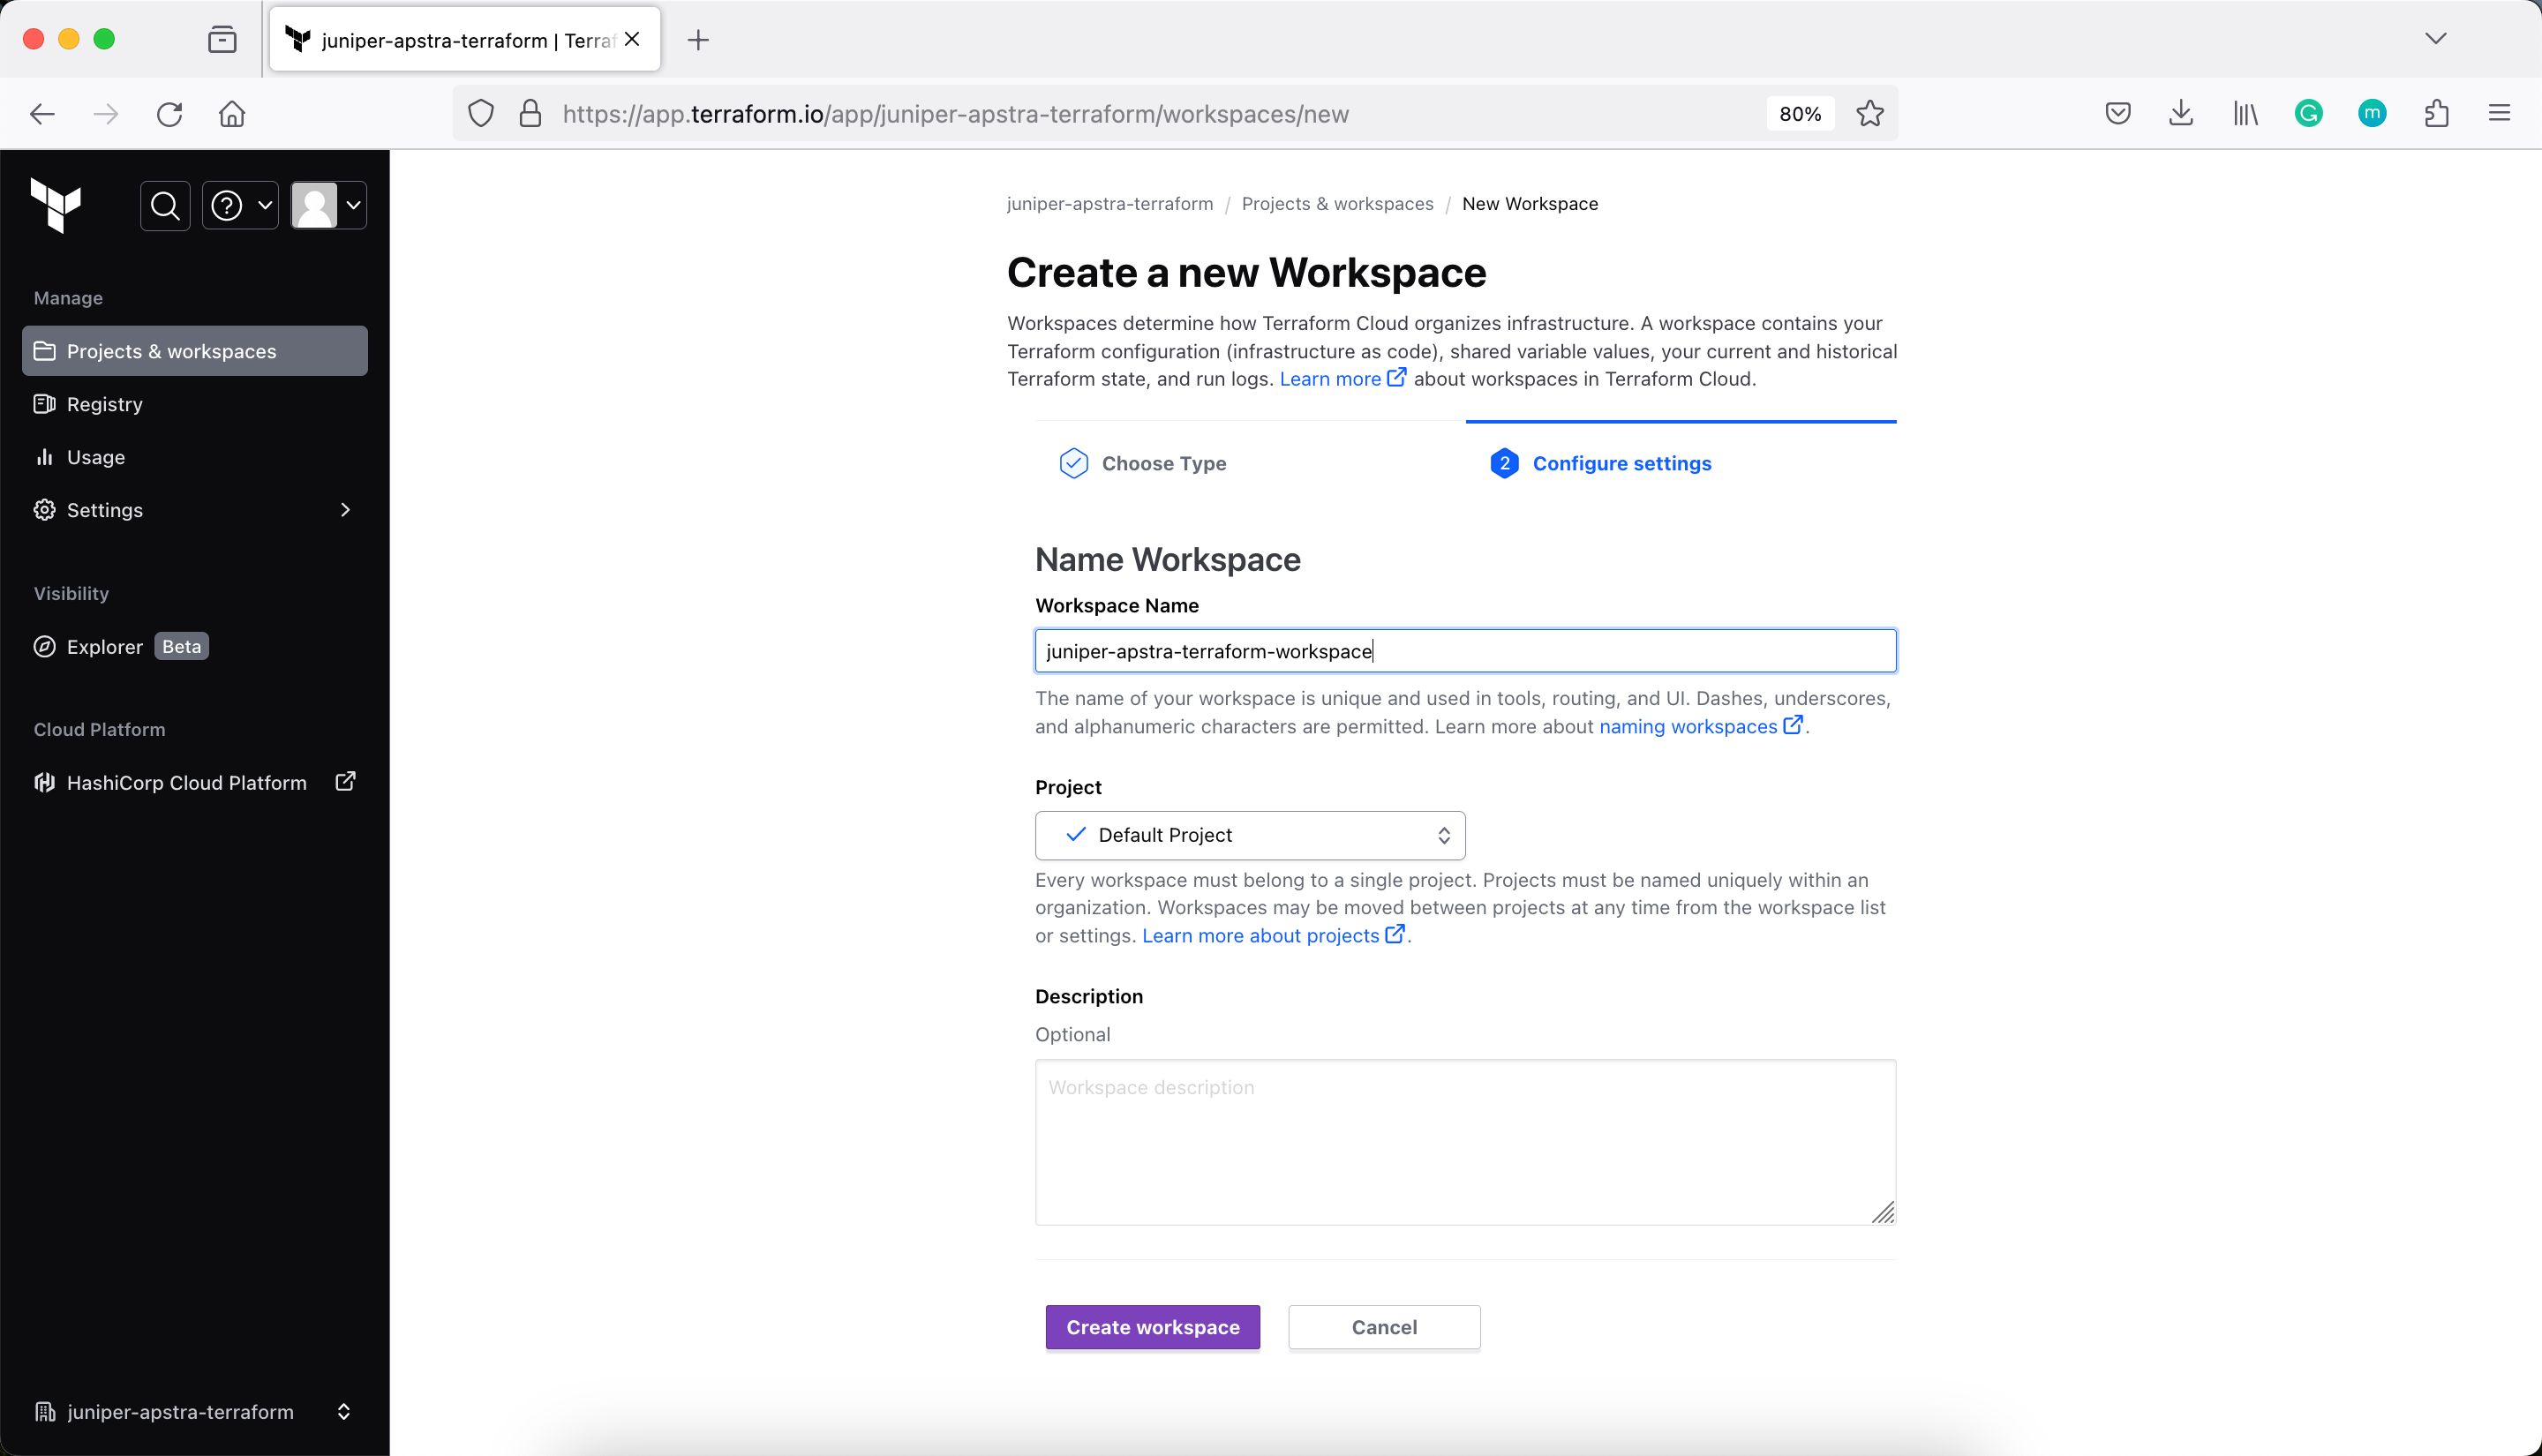 juniper-apstra-terraform | Terraf
https://app.terraform.io/app/juniper-apstra-terraform/workspaces/new
80%
G
m
Manage
Projects & workspaces
Registry
Usage
Settings
Visibility
Explorer Beta
Cloud Platform
HashiCorp Cloud Platform
juniper-apstra-terraform
juniper-apstra-terraform / Projects & workspaces / New Workspace
Create a new Workspace
Workspaces determine how Terraform Cloud organizes infrastructure. A workspace contains your
Terraform configuration (infrastructure as code), shared variable values, your current and historical
Terraform state, and run logs. Learn more about workspaces in Terraform Cloud.
Choose Type
2 Configure settings
Name Workspace
Workspace Name
juniper-apstra-terraform-workspace
The name of your workspace is unique and used in tools, routing, and UI. Dashes, underscores,
and alphanumeric characters are permitted. Learn more about naming workspaces.
Project
Default Project
Every workspace must belong to a single project. Projects must be named uniquely within an
organization. Workspaces may be moved between projects at any time from the workspace list
or settings. Learn more about projects.
Description
Optional
Workspace description
Create workspace
Cancel